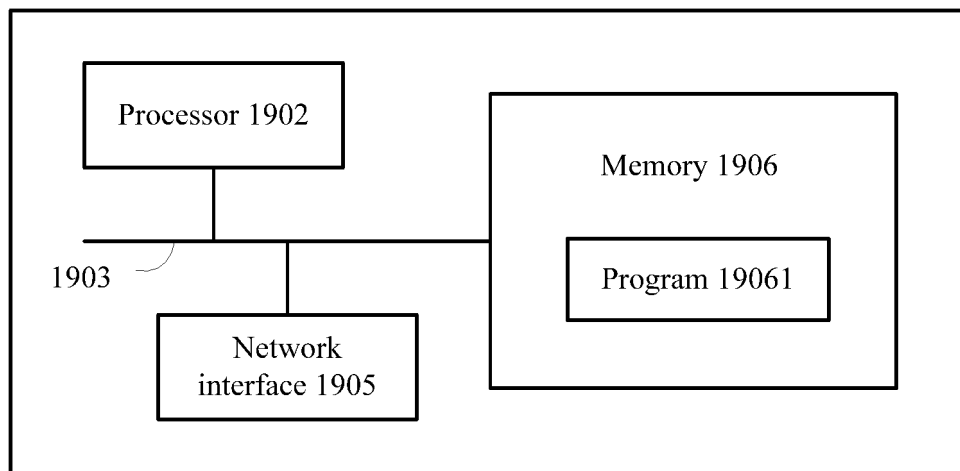 Processor 1902
Memory 1906
Program 19061
1903
Network
interface 1905